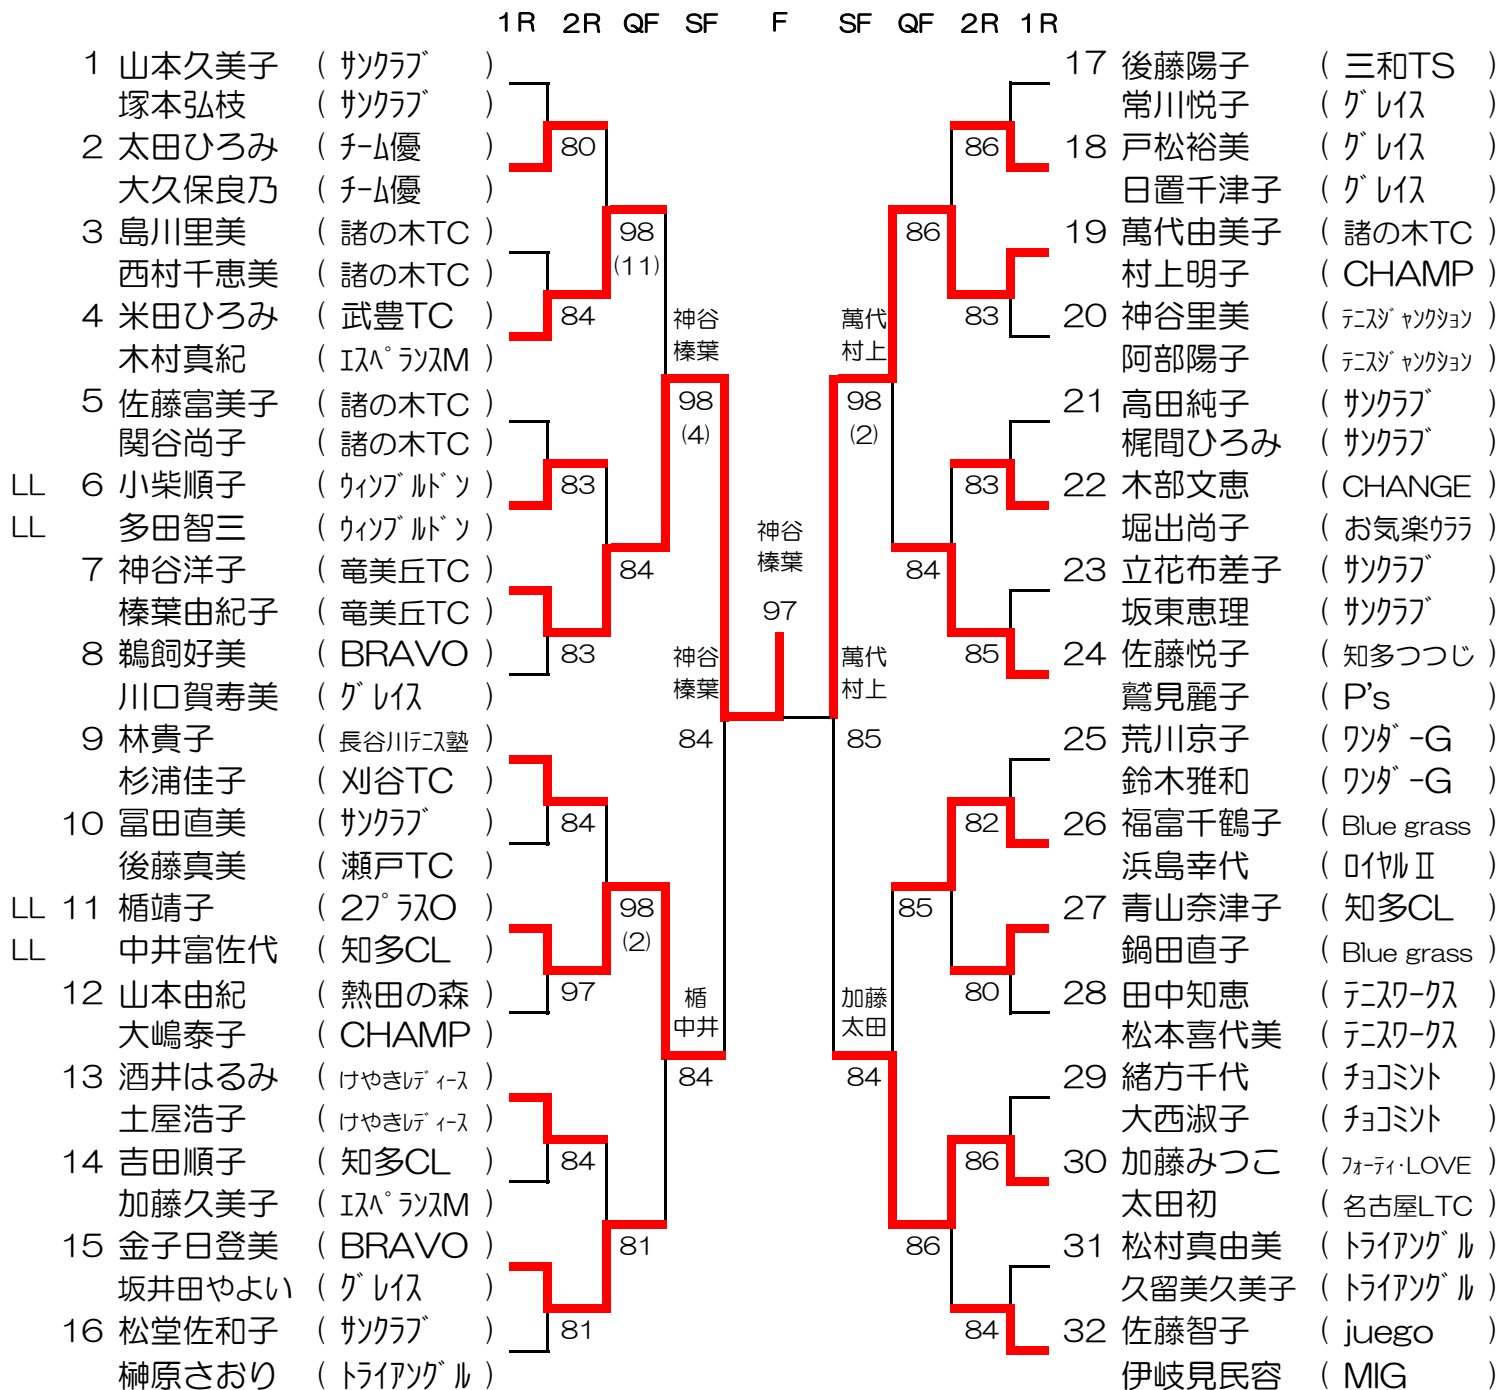 1R 2R QF SF F SF QF 2R 1R
1 山本久美子 ( サンクラブ )
塚本弘枝 ( サンクラブ )
2 太田ひろみ ( チーム優 )
大久保良乃 ( チーム優 )
3 島川里美 ( 諸の木TC )
西村千恵美 ( 諸の木TC )
4 米田ひろみ ( 武豊TC )
木村真紀 ( エスペランスM )
5 佐藤富美子 ( 諸の木TC )
関谷尚子 ( 諸の木TC )
LL 6 小柴順子 ( ウィンブルドン )
LL 多田智三 ( ウィンブルドン )
7 神谷洋子 ( 竜美丘TC )
榛葉由紀子 ( 竜美丘TC )
8 鵜飼好美 ( BRAVO )
川口賀寿美 ( グレイス )
9 林貴子 ( 長谷川テニス塾 )
杉浦佳子 ( 刈谷TC )
10 冨田直美 ( サンクラブ )
後藤真美 ( 瀬戸TC )
LL 11 楯靖子 ( 2プラスO )
LL 中井富佐代 ( 知多CL )
12 山本由紀 ( 熱田の森 )
大嶋泰子 ( CHAMP )
13 酒井はるみ ( けやきレディース )
土屋浩子 ( けやきレディース )
14 吉田順子 ( 知多CL )
加藤久美子 ( エスペランスM )
15 金子日登美 ( BRAVO )
坂井田やよい ( グレイス )
16 松堂佐和子 ( サンクラブ )
榊原さおり ( トライアングル )
80
84
83
83
84
97
84
81
98
(11)
84
98
(2)
81
神谷
榛葉
98
(4)
神谷
榛葉
84
楯
中井
84
神谷
榛葉
97
萬代
村上
98
(2)
萬代
村上
85
加藤
太田
84
86
84
85
86
86
83
83
85
82
80
86
84
17 後藤陽子 ( 三和TS )
常川悦子 ( グレイス )
18 戸松裕美 ( グレイス )
日置千津子 ( グレイス )
19 萬代由美子 ( 諸の木TC )
村上明子 ( CHAMP )
20 神谷里美 ( テニスジャンクション )
阿部陽子 ( テニスジャンクション )
21 高田純子 ( サンクラブ )
梶間ひろみ ( サンクラブ )
22 木部文恵 ( CHANGE )
堀出尚子 ( お気楽ウララ )
23 立花布差子 ( サンクラブ )
坂東恵理 ( サンクラブ )
24 佐藤悦子 ( 知多つつじ )
鷲見麗子 ( P's )
25 荒川京子 ( ワンダーG )
鈴木雅和 ( ワンダーG )
26 福富千鶴子 ( Blue grass )
浜島幸代 ( ロイヤルⅡ )
27 青山奈津子 ( 知多CL )
鍋田直子 ( Blue grass )
28 田中知恵 ( テニスワークス )
松本喜代美 ( テニスワークス )
29 緒方千代 ( チョコミント )
大西淑子 ( チョコミント )
30 加藤みつこ ( フォーティ・LOVE )
太田初 ( 名古屋LTC )
31 松村真由美 ( トライアングル )
久留美久美子 ( トライアングル )
32 佐藤智子 ( juego )
伊岐見民容 ( MIG )